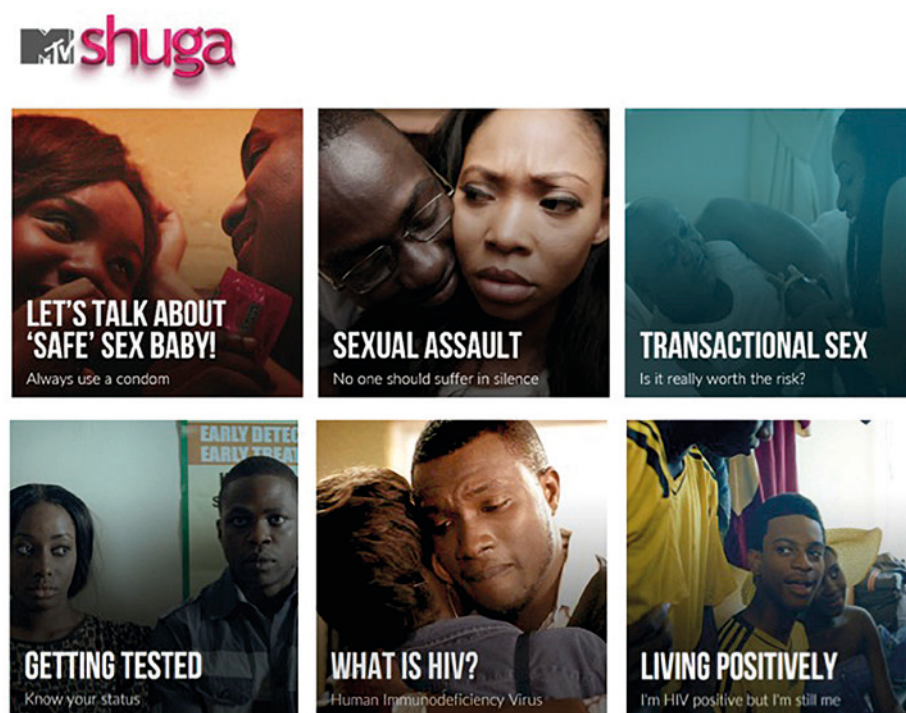 MTV shuga
LET'S TALK ABOUT
'SAFE' SEX BABY!
Always use a condom
SEXUAL ASSAULT
No one should suffer in silence
TRANSACTIONAL SEX
Is it really worth the risk?
EARLY DETEC
EARLY TREAT
GETTING TESTED
Know your status
WHAT IS HIV?
Human Immunodeficiency Virus
LIVING POSITIVELY
I'm HIV positive but I'm still me